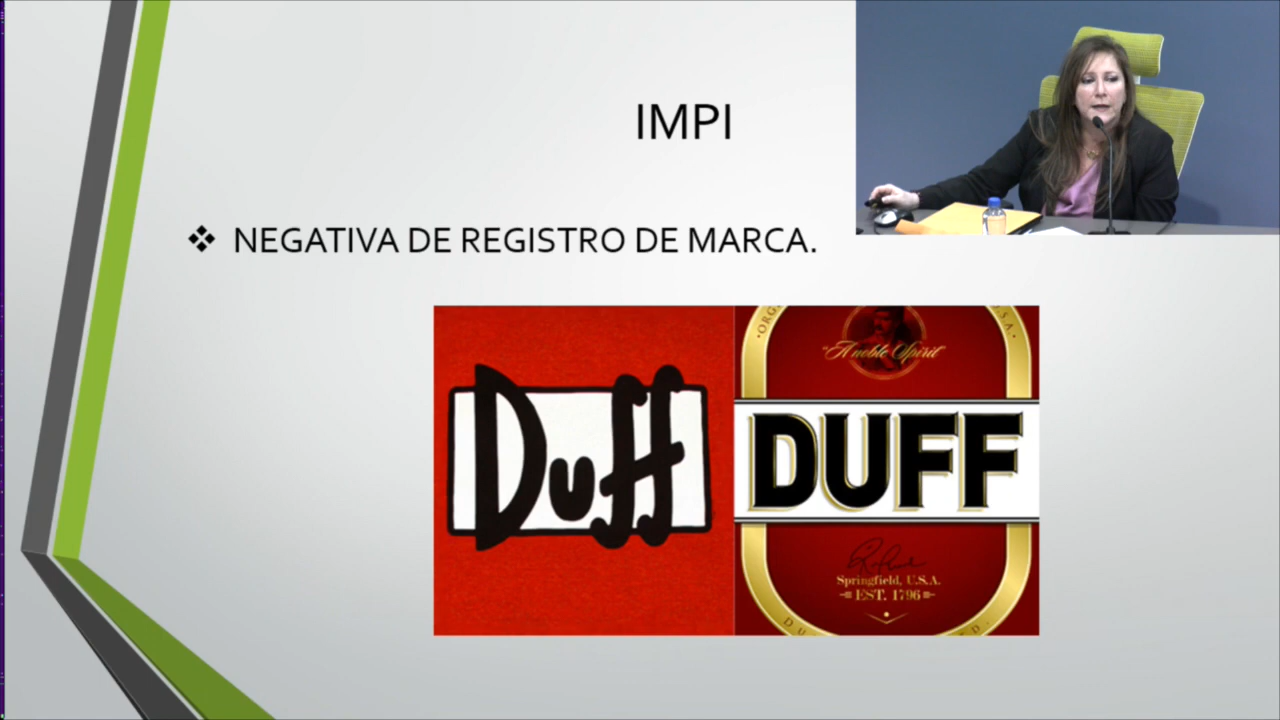 IMPI
NEGATIVA DE REGISTRO DE MARCA.
Duff
"A noble Spirit"
DUFF
Springfield, U.S.A.
EST. 1796